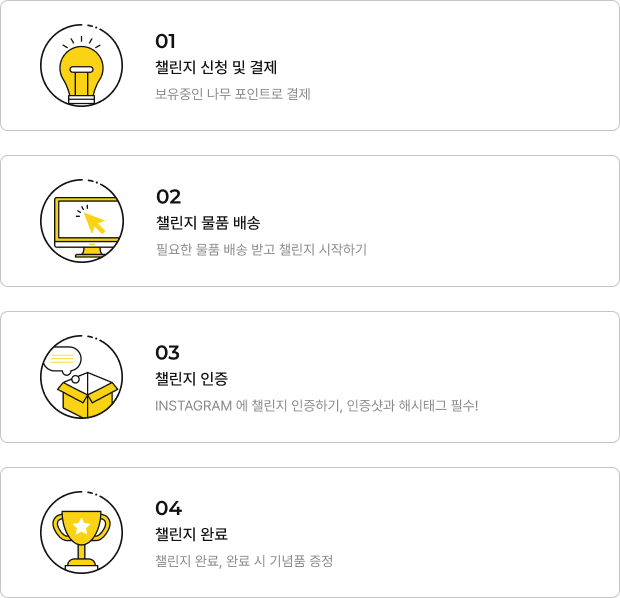 01
챌린지 신청 및 결제
보유중인 나무 포인트로 결제
02
챌린지 물품 배송
필요한 물품 배송 받고 챌린지 시작하기
03
챌린지 인증
INSTAGRAM 에 챌린지 인증하기, 인증샷과 해시태그 필수!
04
챌린지 완료
챌린지 완료, 완료 시 기념품 증정